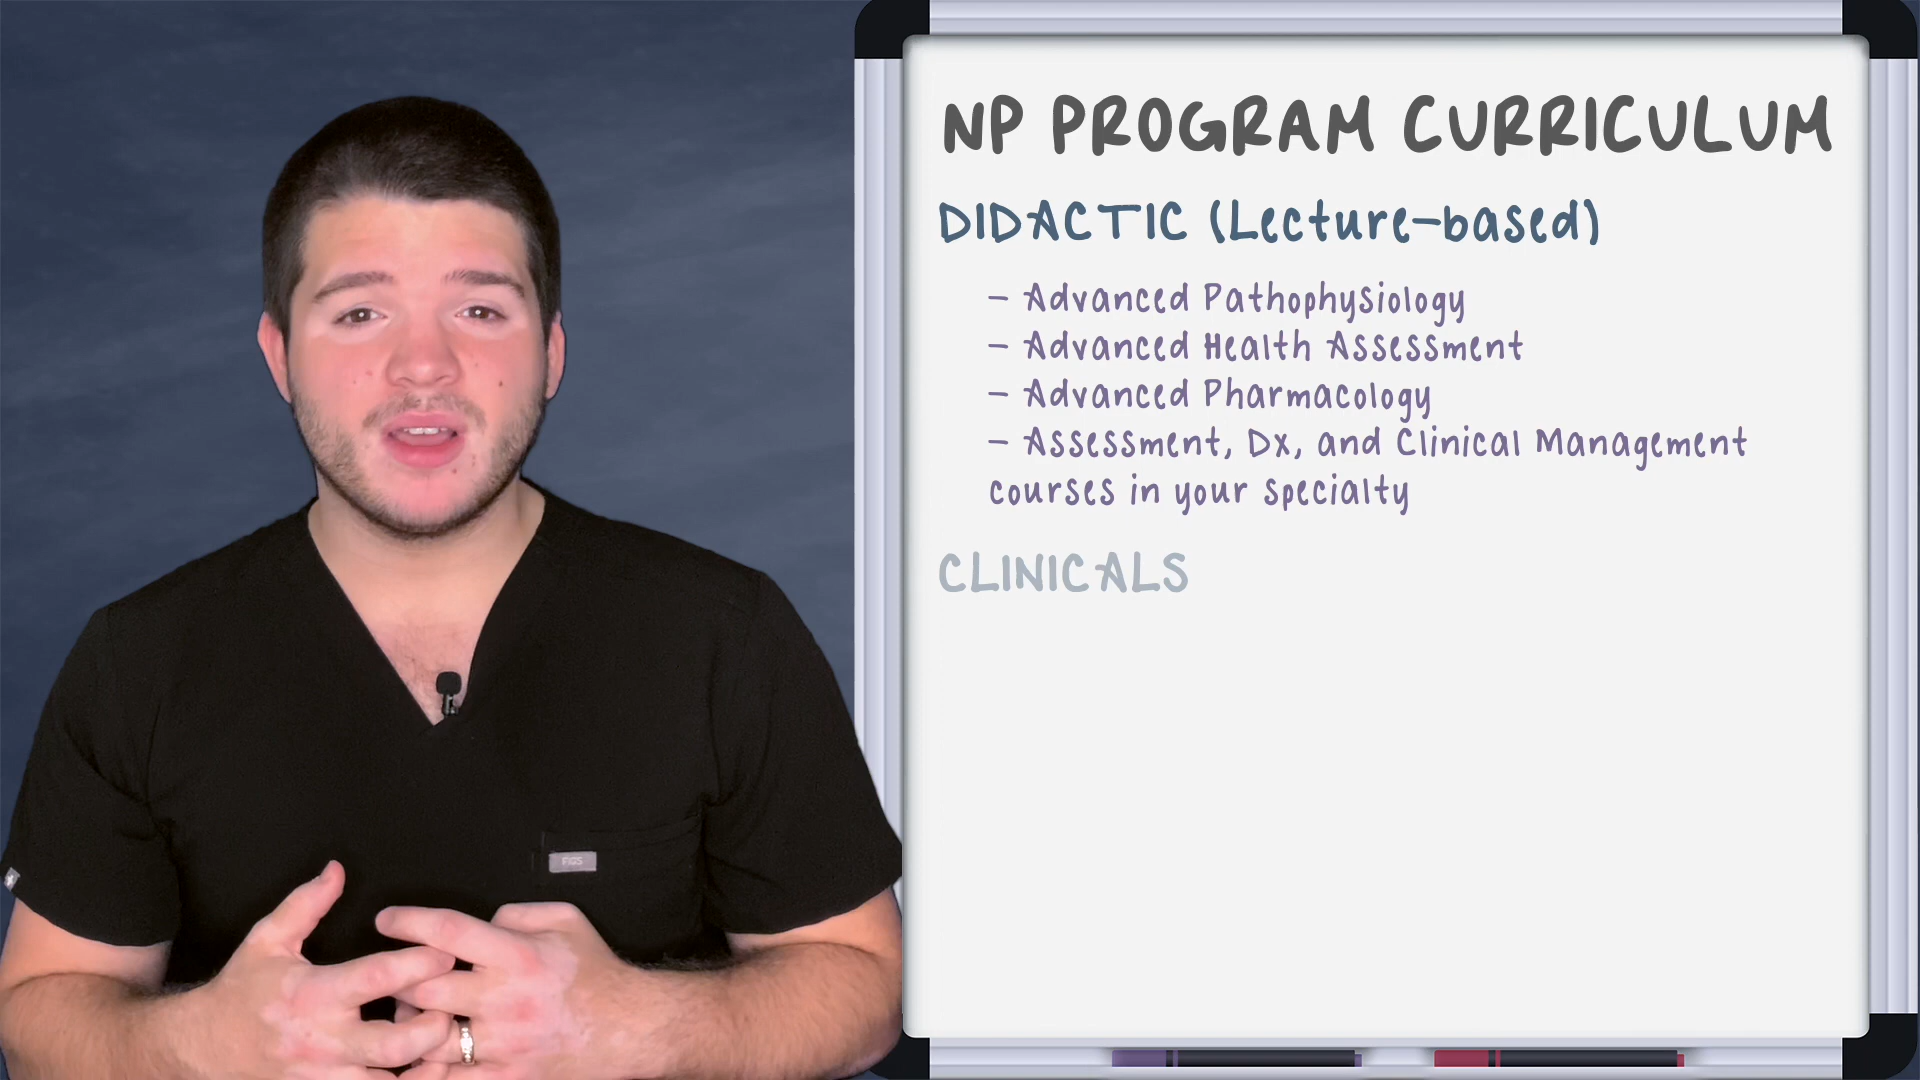 NP PROGRAM CURRICULUM
DIDACTIC (Lecture-based)
- Advanced Pathophysiology
- Advanced Health Assessment
- Advanced Pharmacology
- Assessment, Dx, and Clinical Management
courses in your specialty
CLINICALS
FIGS